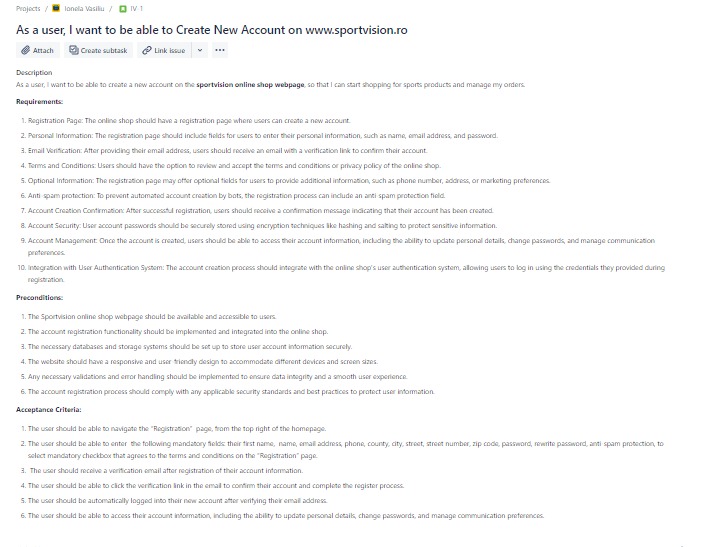 Projects / Ionela Vasiliu / IV-1
As a user, I want to be able to Create New Account on www.sportvision.ro
Attach Create subtask Link issue
Description
As a user, I want to be able to create a new account on the sportvision online shop webpage, so that I can start shopping for sports products and manage my orders.
Requirements:
1. Registration Page: The online shop should have a registration page where users can create a new account.
2. Personal Information: The registration page should include fields for users to enter their personal information, such as name, email address, and password.
3. Email Verification: After providing their email address, users should receive an email with a verification link to confirm their account.
4. Terms and Conditions: Users should have the option to review and accept the terms and conditions or privacy policy of the online shop.
5. Optional Information: The registration page may offer optional fields for users to provide additional information, such as phone number, address, or marketing preferences.
6. Anti-spam protection: To prevent automated account creation by bots, the registration process can include an anti-spam protection field.
7. Account Creation Confirmation: After successful registration, users should receive a confirmation message indicating that their account has been created.
8. Account Security: User account passwords should be securely stored using encryption techniques like hashing and salting to protect sensitive information.
9. Account Management: Once the account is created, users should be able to access their account information, including the ability to update personal details, change passwords, and manage communication
preferences.
10. Integration with User Authentication System: The account creation process should integrate with the online shop's user authentication system, allowing users to log in using the credentials they provided during
registration.
Preconditions:
1. The Sportvision online shop webpage should be available and accessible to users.
2. The account registration functionality should be implemented and integrated into the online shop.
3. The necessary databases and storage systems should be set up to store user account information securely.
4. The website should have a responsive and user-friendly design to accommodate different devices and screen sizes.
5. Any necessary validations and error handling should be implemented to ensure data integrity and a smooth user experience.
6. The account registration process should comply with any applicable security standards and best practices to protect user information.
Acceptance Criteria:
1. The user should be able to navigate the "Registration" page, from the top right of the homepage.
2. The user should be able to enter the following mandatory fields: their first name, name, email address, phone, county, city, street, street number, zip code, password, rewrite password, anti-spam protection, to
select mandatory checkbox that agrees to the terms and conditions on the "Registration" page.
3. The user should receive a verification email after registration of their account information.
4. The user should be able to click the verification link in the email to confirm their account and complete the register process.
5. The user should be automatically logged into their new account after verifying their email address.
6. The user should be able to access their account information, including the ability to update personal details, change passwords, and manage communication preferences.